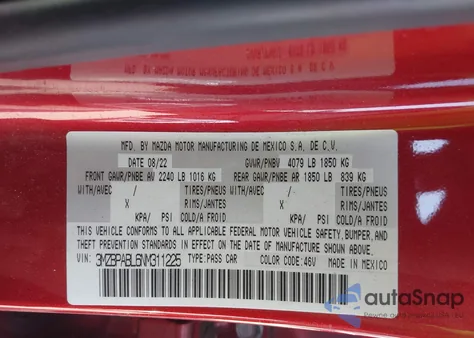 MFD. BY MAZDA MOTOR MANUFACTURING DE MEXICO S.A. DE C.V.
DATE 08/22 GVWR/PNBV 4079 LB 1850 KG
FRONT GAWR/PNBE AV 2240 LB 1016 KG REAR GAWR/PNBE AR 1850 LB 839 KG
WITH/AVEC / TIRES/PNEUS WITH/AVEC / TIRES/PNEUS
X RIMS/JANTES X RIMS/JANTES
KPA/ PSI COLD/A FROID KPA/ PSI COLD/A FROID
THIS VEHICLE CONFORMS TO ALL APPLICABLE FEDERAL MOTOR VEHICLE SAFETY, BUMPER, AND
THEFT PREVENTION STANDARDS IN EFFECT ON THE DATE OF MANUFACTURE SHOWN ABOVE.
3MZBPABL6NM311225 TYPE:PASS CAR COLOR CODE:46V MADE IN MEXICO
autoSnap